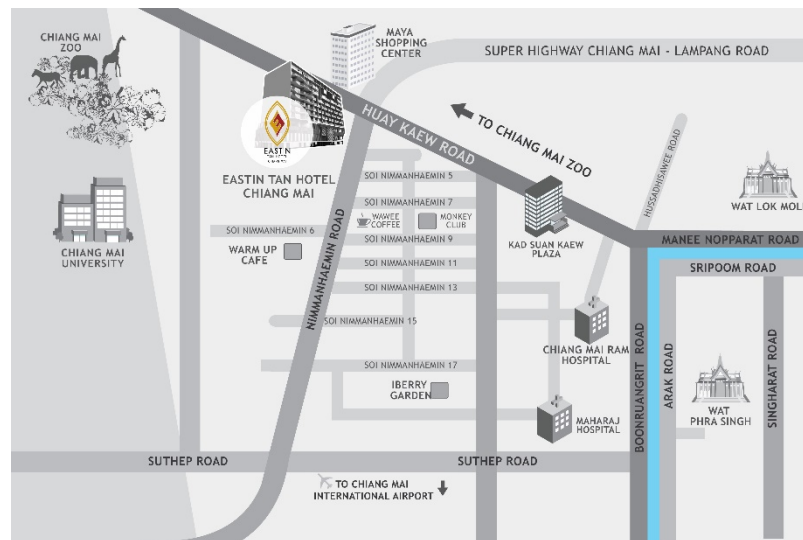 CHIANG MAI
ZOO
MAYA
SHOPPING
CENTER
SUPER HIGHWAY CHIANG MAI - LAMPANG ROAD
HUAY KAEW ROAD
TO CHIANG MAI ZOO
HUSSADHISAWEE ROAD
EASTIN
EASTIN TAN HOTEL
CHIANG MAI
SOI NIMMANHAEMIN 5
SOI NIMMANHAEMIN 7
WAWEE
COFFEE
MONKEY
CLUB
SOI NIMMANHAEMIN 6
SOI NIMMANHAEMIN 9
WARM UP
CAFE
SOI NIMMANHAEMIN 11
SOI NIMMANHAEMIN 13
SOI NIMMANHAEMIN 15
SOI NIMMANHAEMIN 17
NIMMANHAEMIN ROAD
CHIANG MAI
UNIVERSITY
KAD SUAN KAEW
PLAZA
WAT LOK MOLI
MANEE NOPPARAT ROAD
SRIPOOM ROAD
CHIANG MAI RAM
HOSPITAL
IBERRY
GARDEN
MAHARAJ
HOSPITAL
BOONRUANGRIT ROAD
ARAK ROAD
WAT
PHRA SINGH
SINGHARAT ROAD
SUTHEP ROAD
SUTHEP ROAD
TO CHIANG MAI
INTERNATIONAL AIRPORT